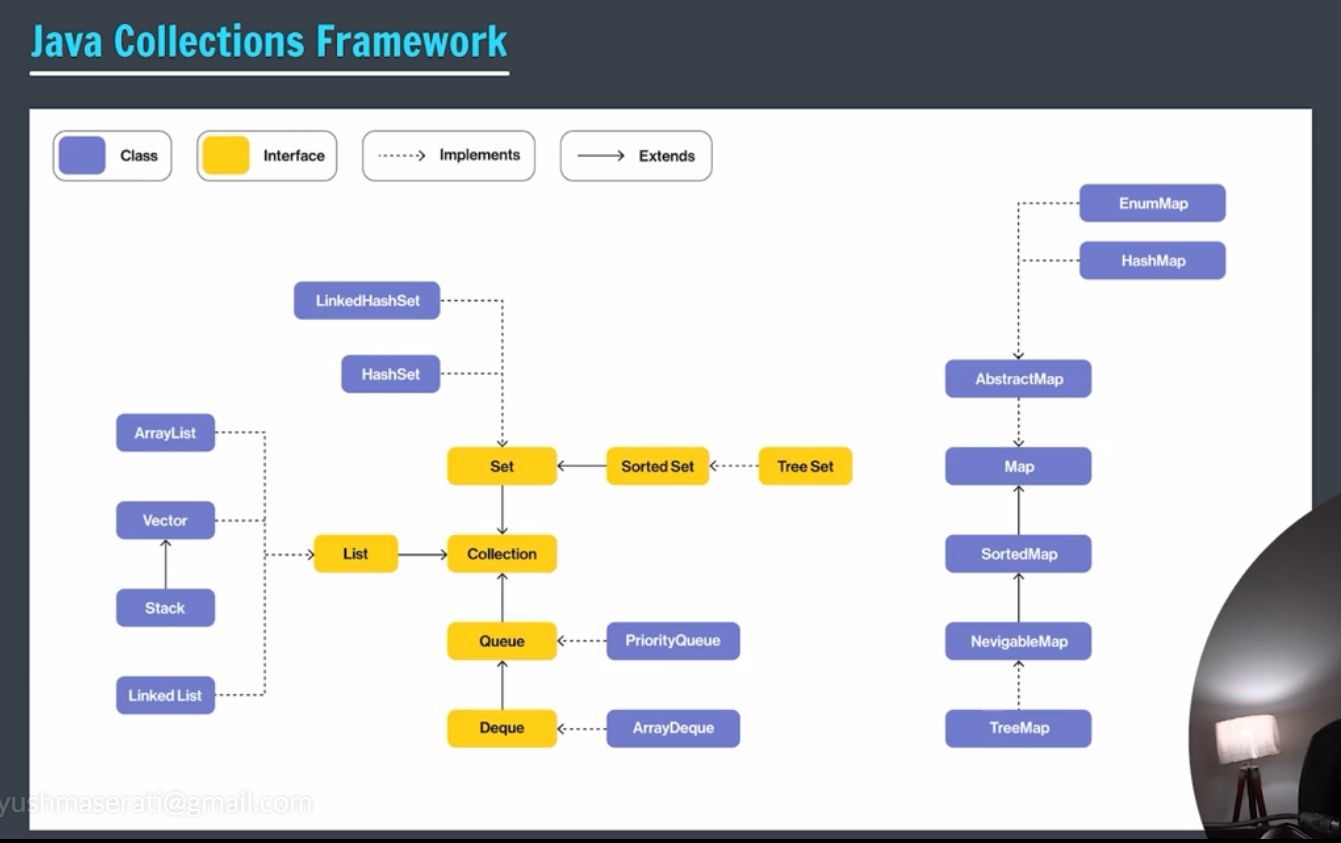 Java Collections Framework
Class
Interface
Implements
Extends
EnumMap
HashMap
LinkedHashSet
HashSet
AbstractMap
ArrayList
Set
Sorted Set
Tree Set
Map
Vector
List
Collection
SortedMap
Stack
Queue
PriorityQueue
NevigableMap
Linked List
Deque
ArrayDeque
TreeMap
yushmaserati@gmail.com